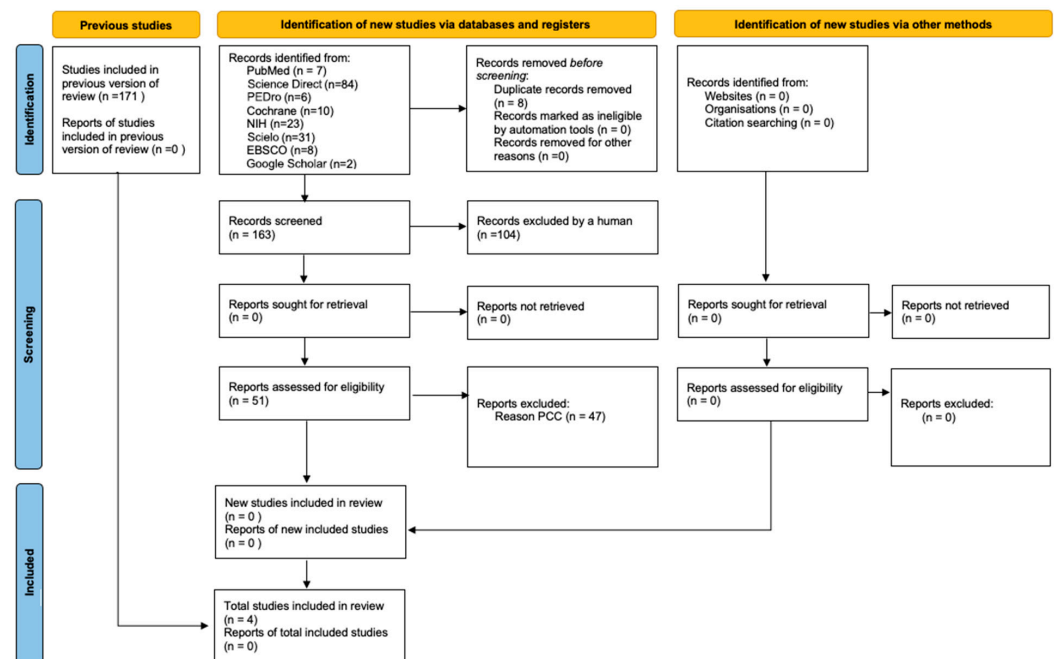 Previous studies
Identification of new studies via databases and registers
Identification of new studies via other methods
Identification
Studies included in
previous version of
review (n =171 )
Reports of studies
included in previous
version of review (n =0 )
Records identified from:
PubMed (n = 7)
Science Direct (n=84)
PEDro (n=6)
Cochrane (n=10)
NIH (n=23)
Scielo (n=31)
EBSCO (n=8)
Google Scholar (n=2)
Records removed before
screening:
Duplicate records removed
(n = 8)
Records marked as ineligible
by automation tools (n = 0)
Records removed for other
reasons (n =0)
Records identified from:
Websites (n = 0)
Organisations (n = 0)
Citation searching (n = 0)
Screening
Records screened
(n = 163)
Records excluded by a human
(n =104)
Reports sought for retrieval
(n = 0)
Reports not retrieved
(n = 0)
Reports sought for retrieval
(n = 0)
Reports not retrieved
(n = 0)
Reports assessed for eligibility
(n = 51)
Reports excluded:
Reason PCC (n = 47)
Reports assessed for eligibility
(n = 0)
Reports excluded:
(n = 0)
Included
New studies included in review
(n = 0 )
Reports of new included studies
(n = 0 )
Total studies included in review
(n = 4)
Reports of total included studies
(n = 0)